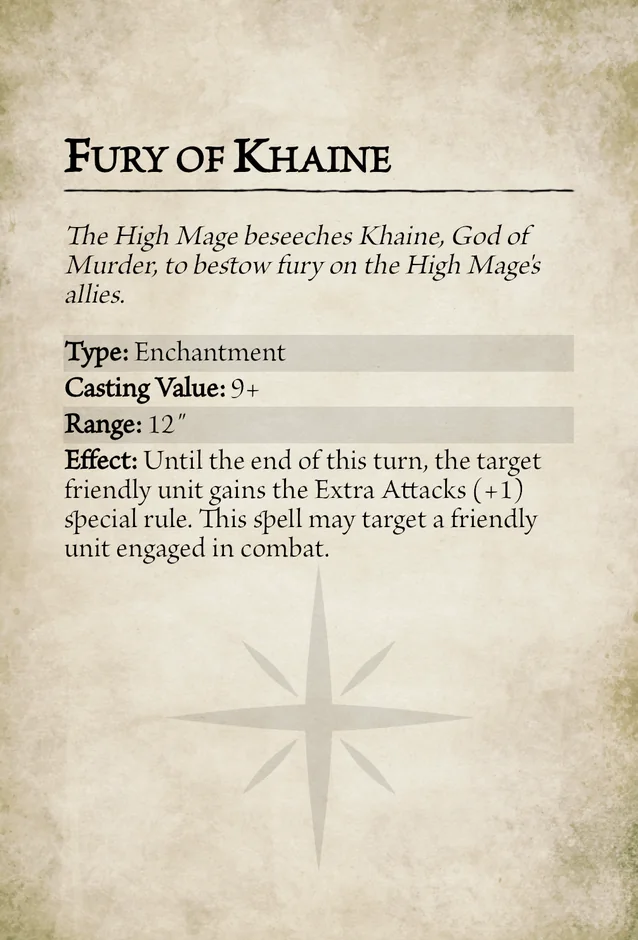 Fury of Khaine
The High Mage beseeches Khaine, God of
Murder, to bestow fury on the High Mage's
allies.
Type: Enchantment
Casting Value: 9+
Range: 12"
Effect: Until the end of this turn, the target
friendly unit gains the Extra Attacks (+1)
special rule. This spell may target a friendly
unit engaged in combat.